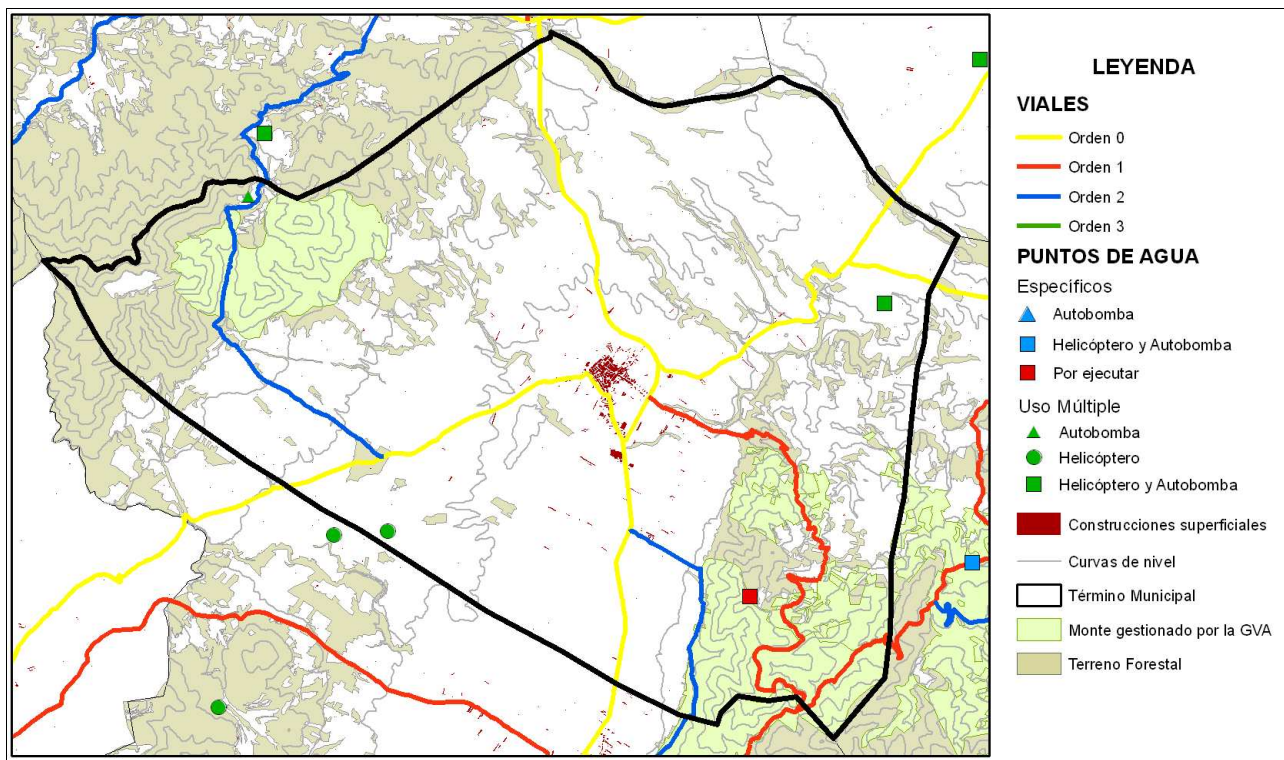 LEYENDA
VIALES
Orden 0
Orden 1
Orden 2
Orden 3
PUNTOS DE AGUA
Específicos
Autobomba
Helicóptero y Autobomba
Por ejecutar
Uso Múltiple
Autobomba
Helicóptero
Helicóptero y Autobomba
Construcciones superficiales
Curvas de nivel
Término Municipal
Monte gestionado por la GVA
Terreno Forestal